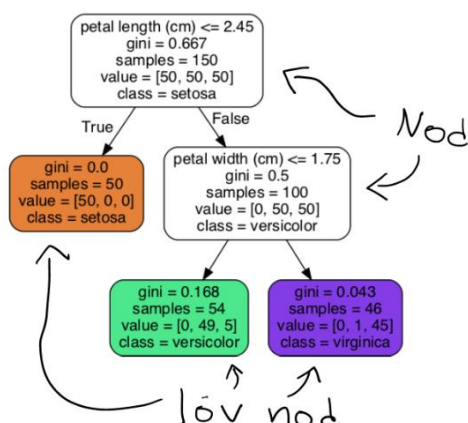 petal length (cm) <= 2.45
gini = 0.667
samples = 150
value = [50, 50, 50]
class = setosa
True
False
Nod
gini = 0.0
samples = 50
value = [50, 0, 0]
class = setosa
petal width (cm) <= 1.75
gini = 0.5
samples = 100
value = [0, 50, 50]
class = versicolor
gini = 0.168
samples = 54
value = [0, 49, 5]
class = versicolor
gini = 0.043
samples = 46
value = [0, 1, 45]
class = virginica
löv nod